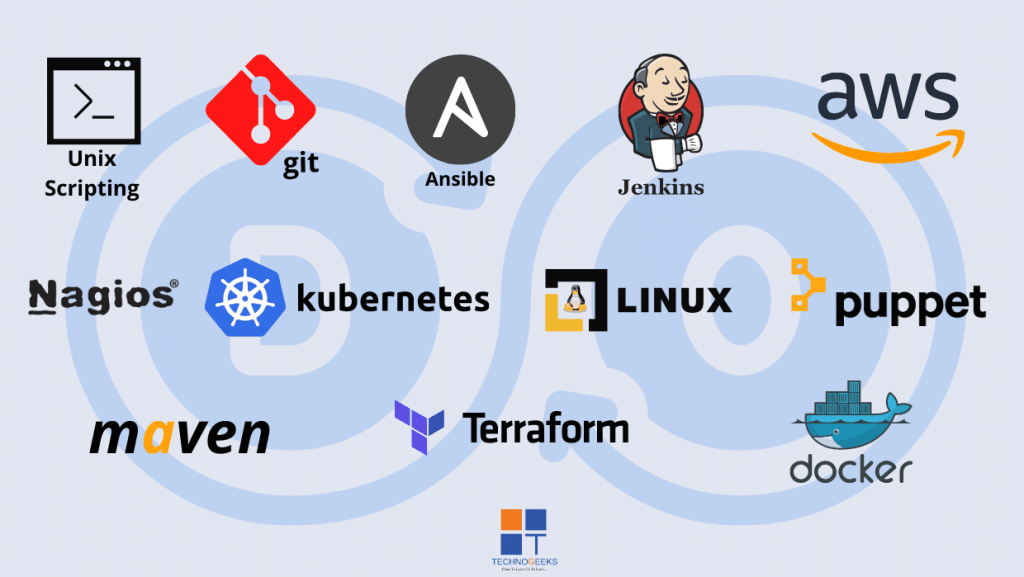 Unix
Scripting
git
Ansible
Jenkins
aws
Nagios®
kubernetes
LINUX
puppet
maven
Terraform
docker
D
O
T
TECHNOGEEKS